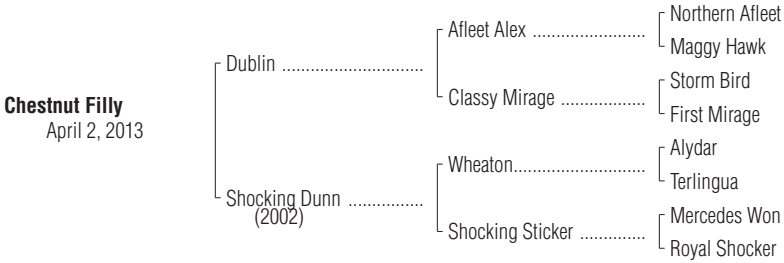 Northern Afleet
Afleet Alex ........................
Maggy Hawk
Dublin ..............................
Storm Bird
Classy Mirage ..................
First Mirage
Chestnut Filly
April 2, 2013
Alydar
Wheaton............................
Terlingua
Shocking Dunn ................
(2002)
Mercedes Won
Shocking Sticker ..............
Royal Shocker